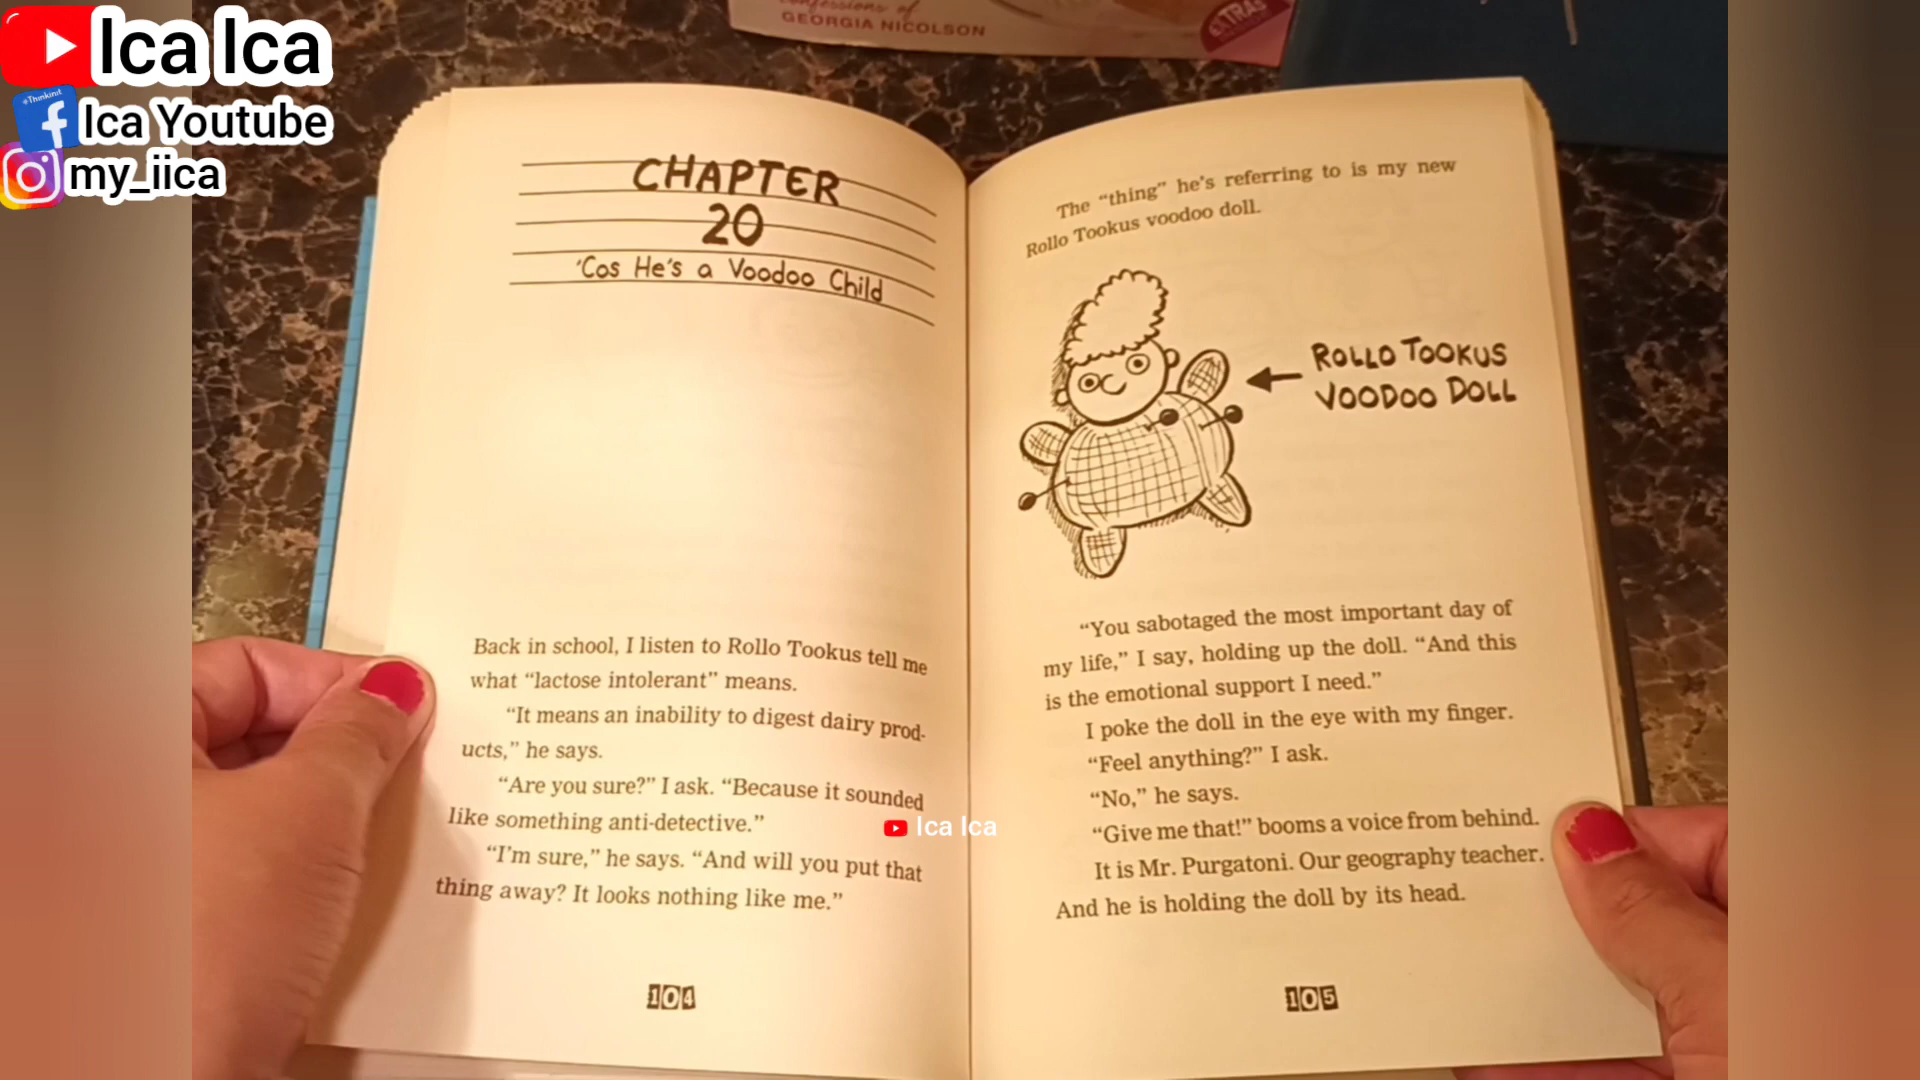 Ica Ica
@Thinkinit
Ica Youtube
my_iica
confessions of
GEORGIA NICOLSON
EXTRAS
CHAPTER
20
'Cos He's a Voodoo Child
Back in school, I listen to Rollo Tookus tell me
what “lactose intolerant” means.
“It means an inability to digest dairy prod-
ucts,” he says.
“Are you sure?” I ask. “Because it sounded
like something anti-detective.”
“I'm sure,” he says. “And will you put that
thing away? It looks nothing like me.”
104
The “thing” he's referring to is my new
Rollo Tookus voodoo doll.
ROLLO TOOKUS
VOODOO DOLL
“You sabotaged the most important day of
my life,” I say, holding up the doll. “And this
is the emotional support I need.”
I poke the doll in the eye with my finger.
“Feel anything?” I ask.
“No,” he says.
“Give me that!” booms a voice from behind.
It is Mr. Purgatoni. Our geography teacher.
And he is holding the doll by its head.
105
Ica Ica